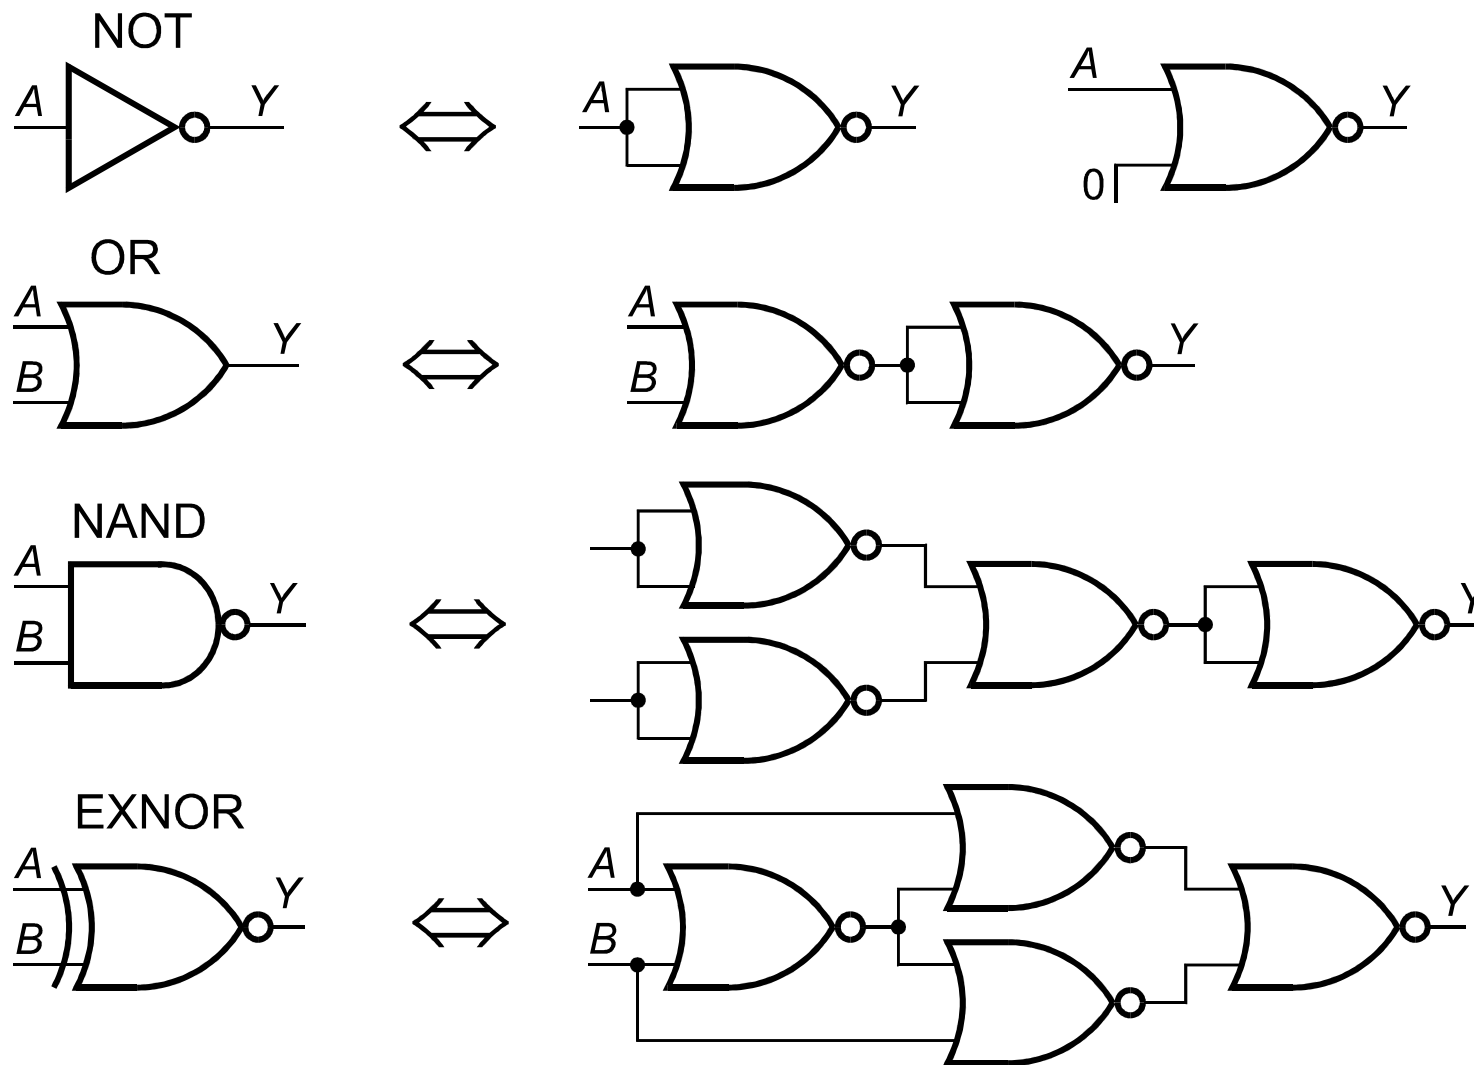 NOT
A Y A Y A Y
0
OR
A Y A Y
B B
NAND
A Y Y
B
EXNOR
A Y A Y
B B